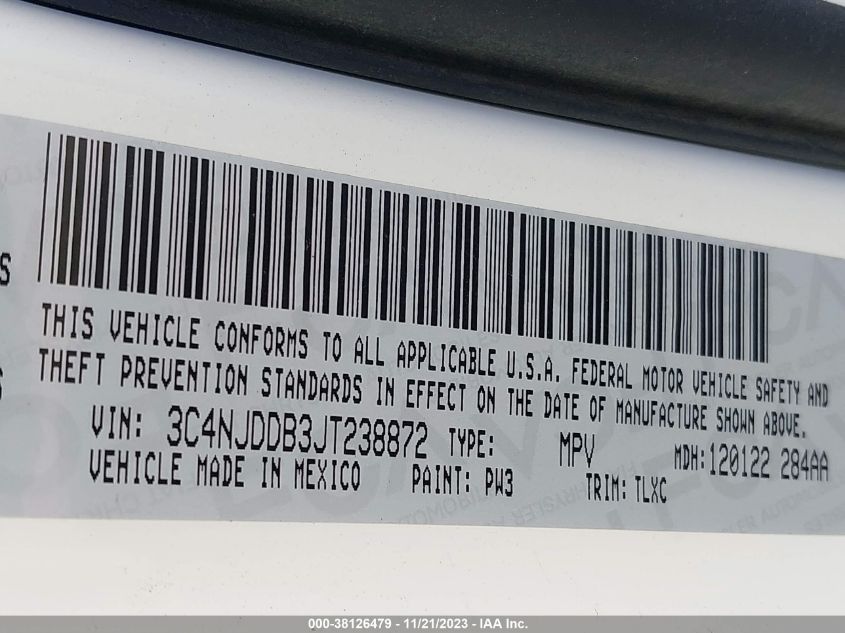 S
THIS VEHICLE CONFORMS TO ALL APPLICABLE U.S.A. FEDERAL MOTOR VEHICLE SAFETY AND
THEFT PREVENTION STANDARDS IN EFFECT ON THE DATE OF MANUFACTURE SHOWN ABOVE.
VIN: 3C4NJDDB3JT238872 TYPE: MPV MDH: 120122 284AA
VEHICLE MADE IN MEXICO PAINT: PW3 TRIM: TLXC
000-38126479 - 11/21/2023 - IAA Inc.